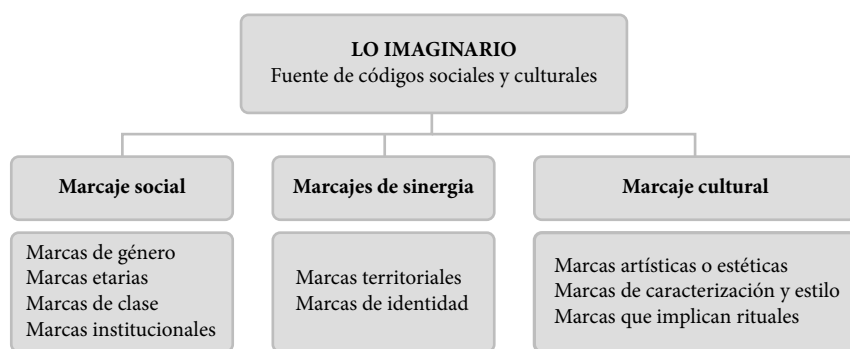 LO IMAGINARIO
Fuente de códigos sociales y culturales
Marcaje social
Marcas de género
Marcas etarias
Marcas de clase
Marcas institucionales
Marcajes de sinergia
Marcas territoriales
Marcas de identidad
Marcaje cultural
Marcas artísticas o estéticas
Marcas de caracterización y estilo
Marcas que implican rituales